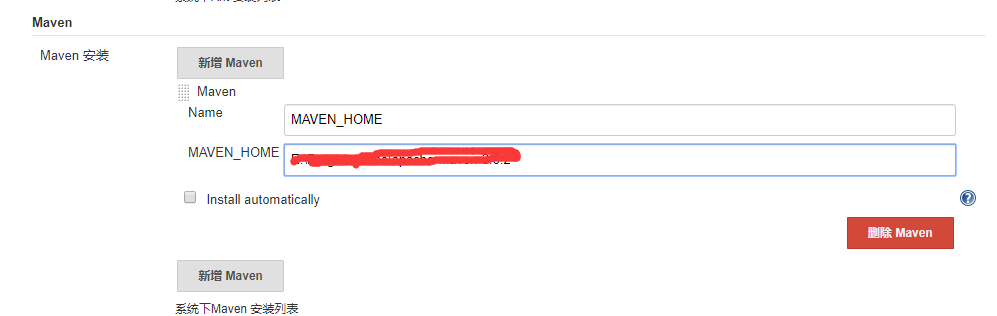 Maven
Maven 安装
新增 Maven
Maven
Name
MAVEN_HOME
MAVEN_HOME
Install automatically
删除 Maven
新增 Maven
系统下Maven 安装列表